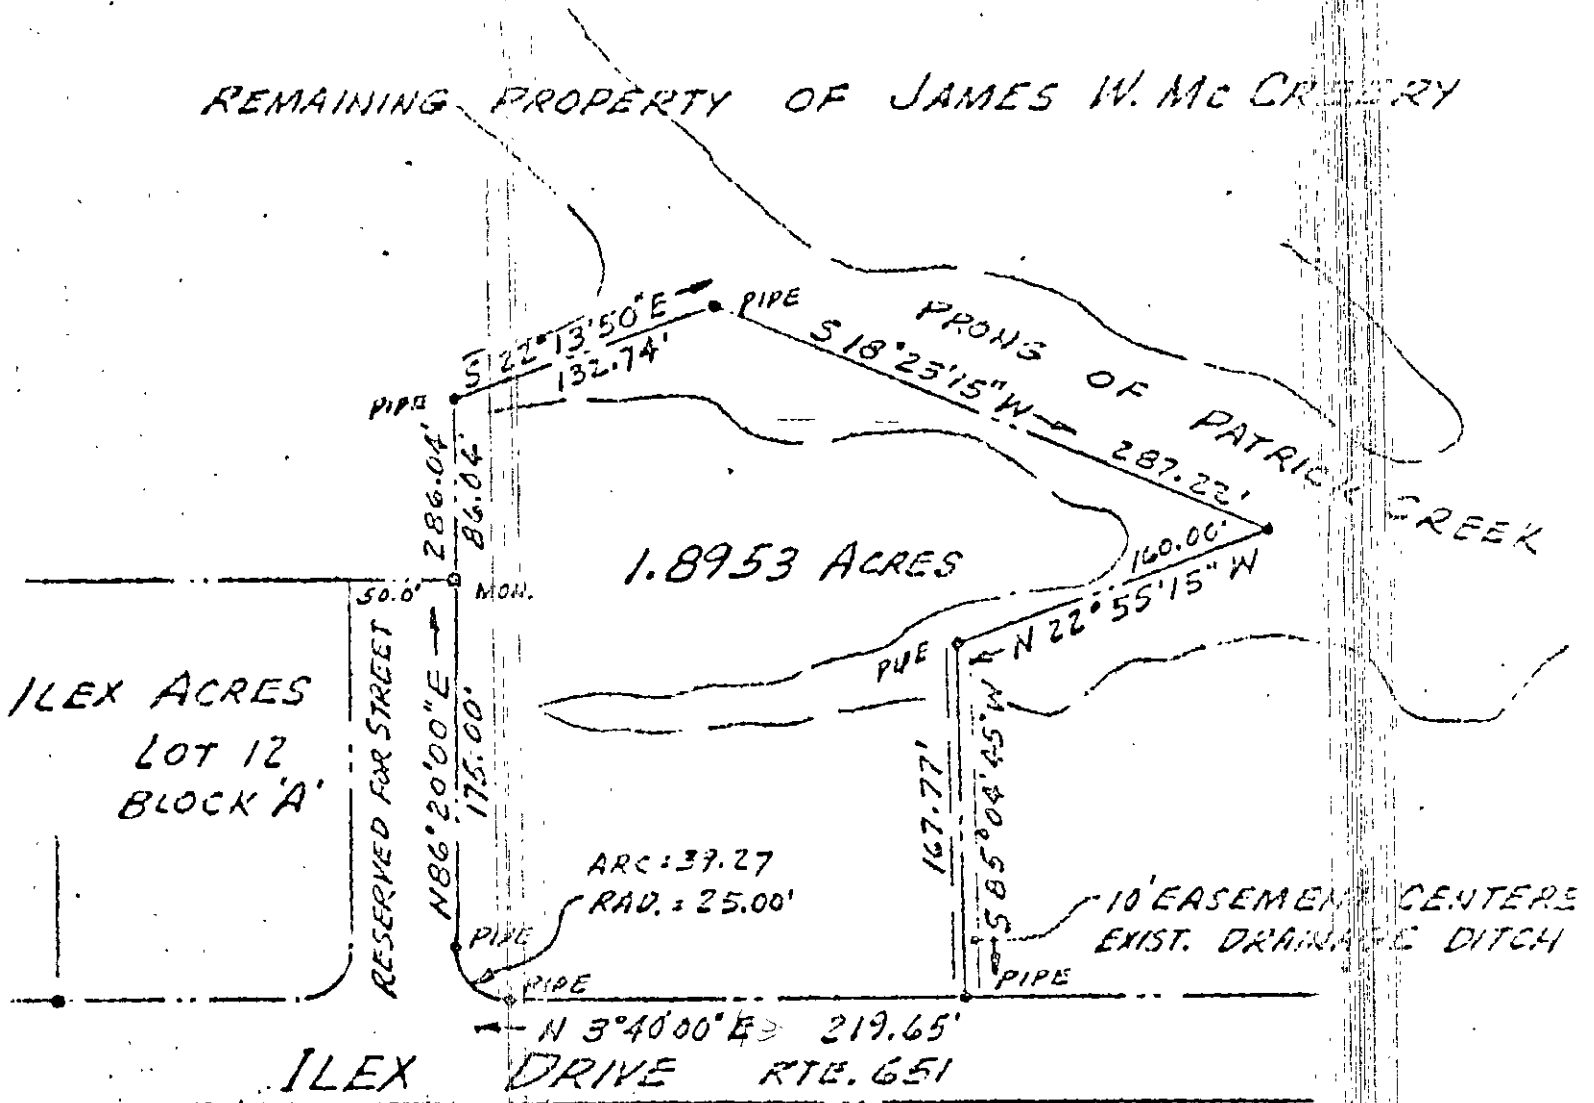 REMAINING PROPERTY OF JAMES W. MC CREERY
PIPE
S 22°13'50" E
132.74'
PIPE
S 18°23'15" W
287.22'
PRONG OF PATRICK CREEK
286.04'
86.04'
1.8953 ACRES
160.00'
N 22°55'15" W
50.0'
MON.
PIPE
ILEX ACRES
LOT 12
BLOCK 'A'
RESERVED FOR STREET
N86°20'00" E
175.00'
167.77'
S 85°04'45" W
ARC = 39.27
RAD. = 25.00'
10' EASEMENT CENTERS
EXIST. DRAINAGE DITCH
PIPE
PIPE
PIPE
N 3°40'00" E
219.65'
ILEX DRIVE RTE. 651